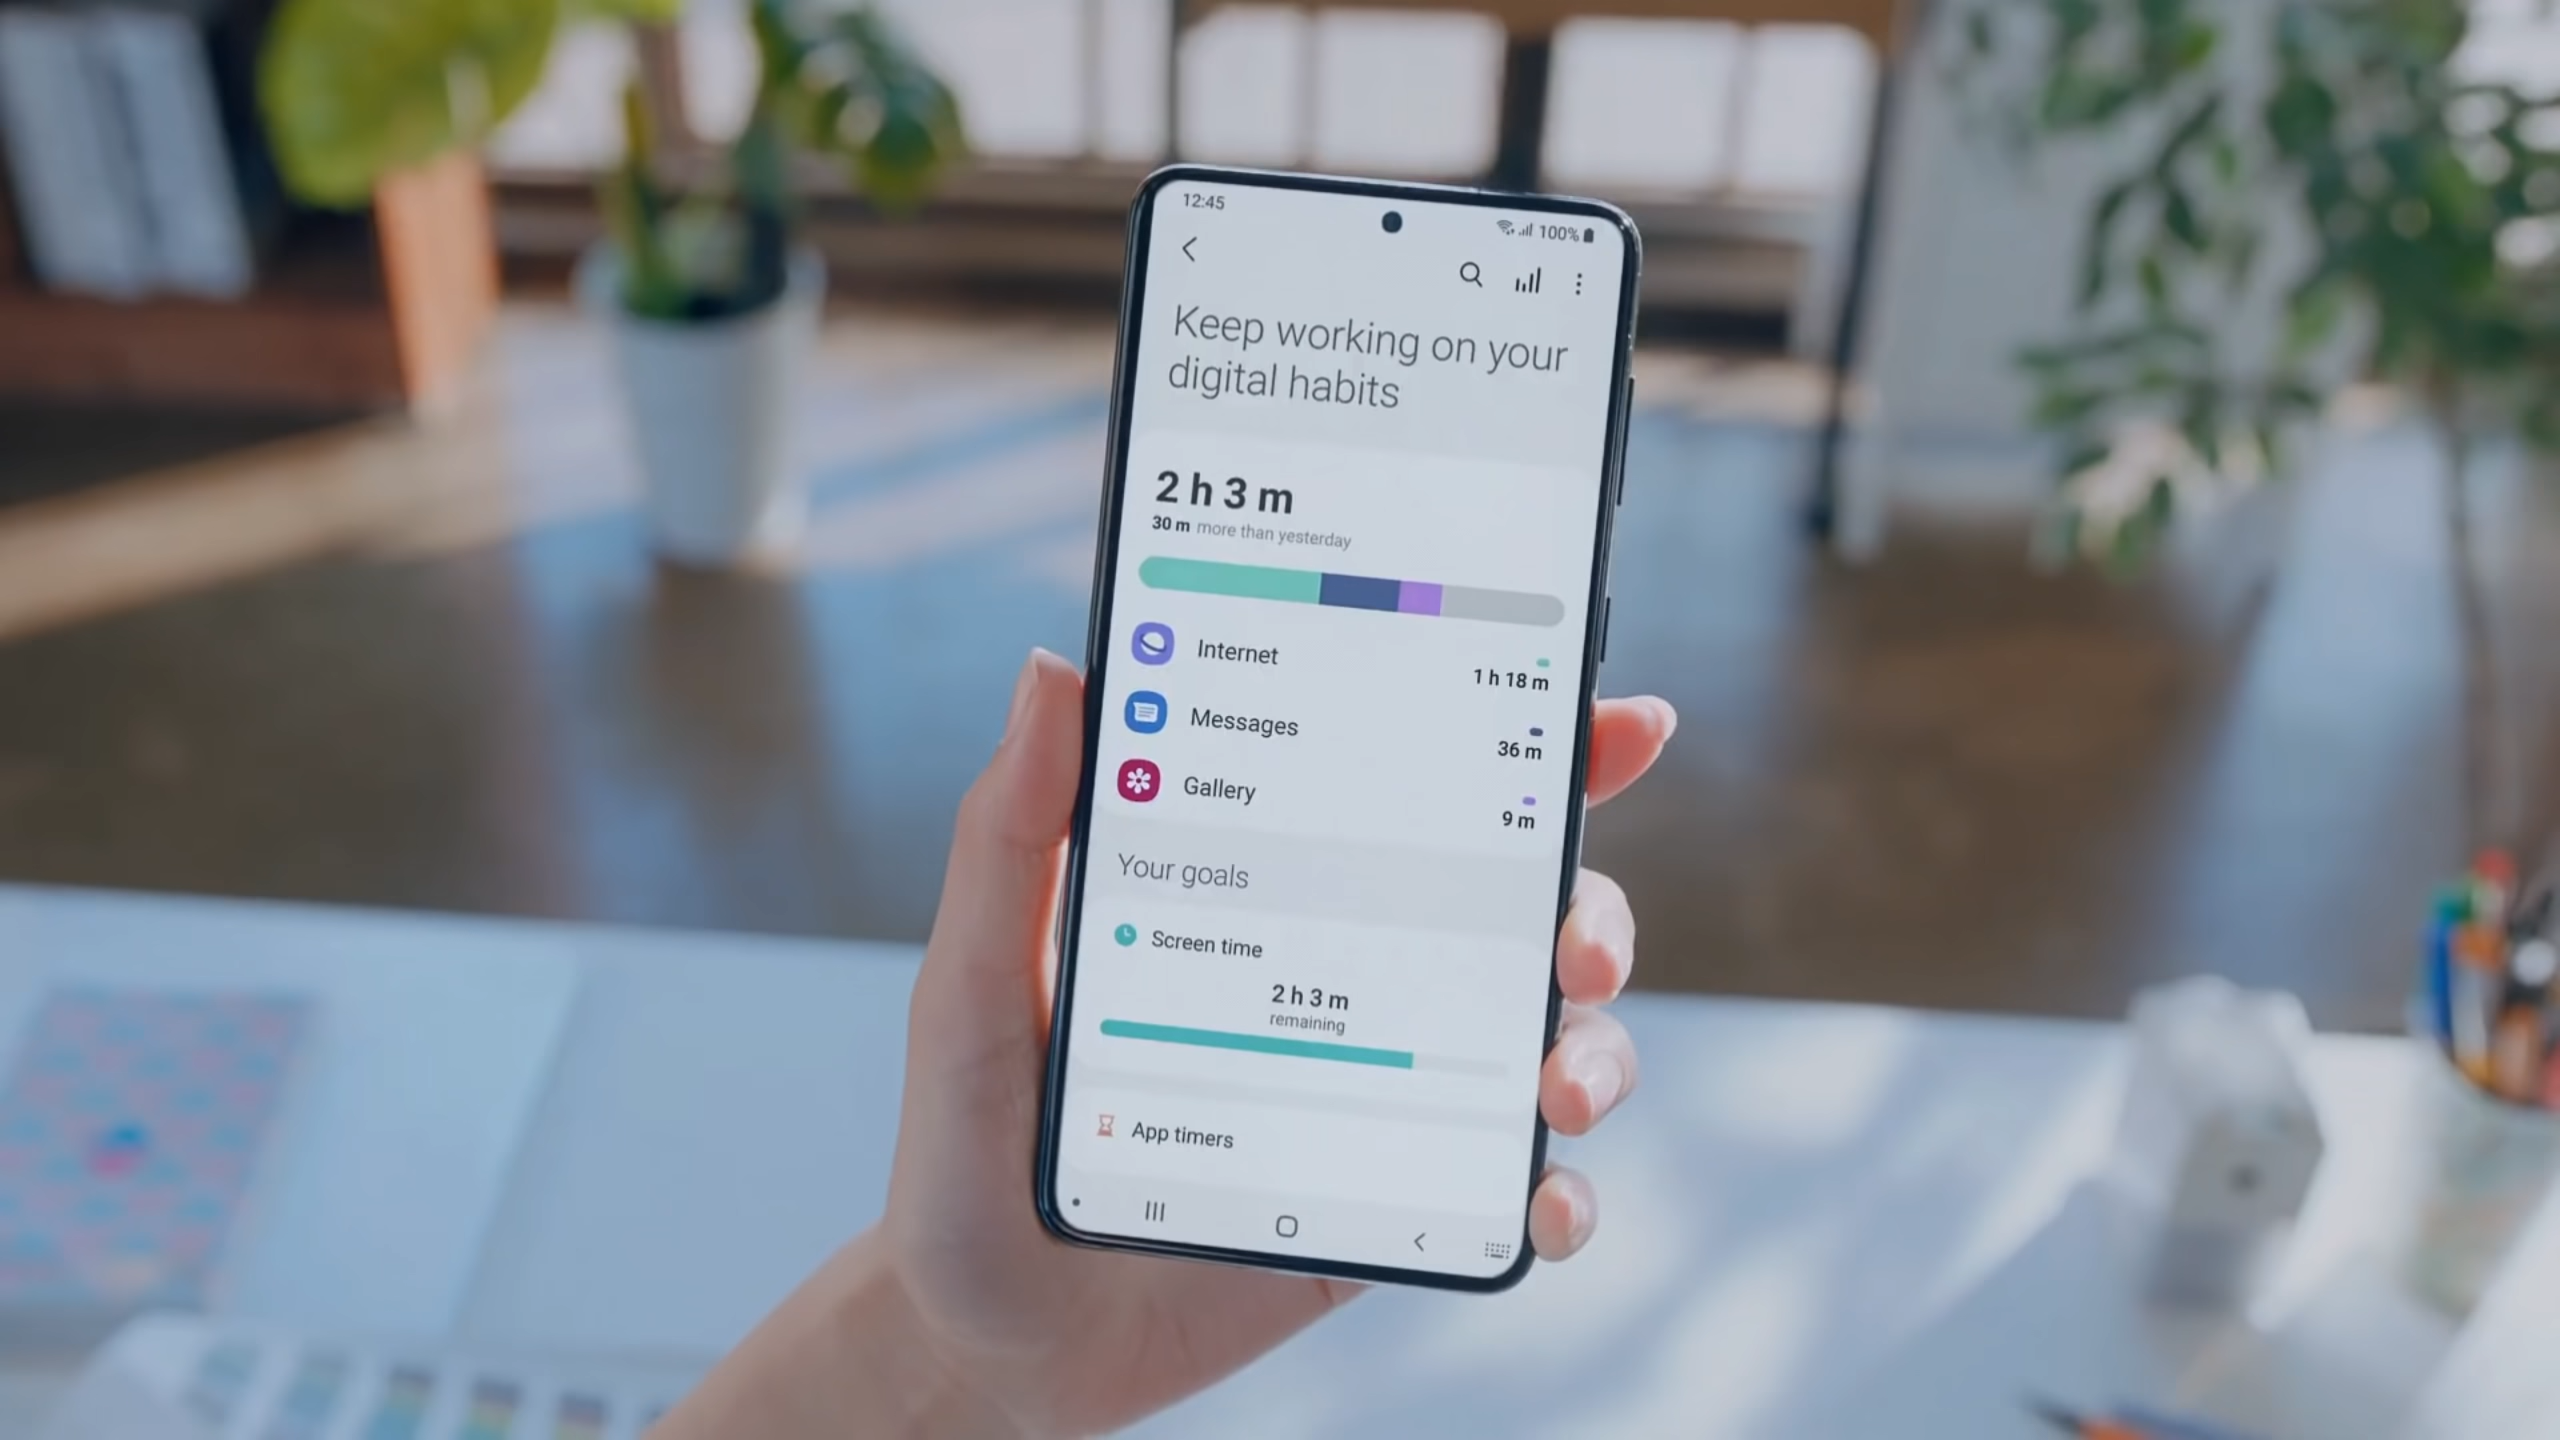 12:45
100%
Keep working on your
digital habits
2 h 3 m
30 m more than yesterday
Internet
1 h 18 m
Messages
36 m
Gallery
9 m
Your goals
Screen time
2 h 3 m
remaining
App timers